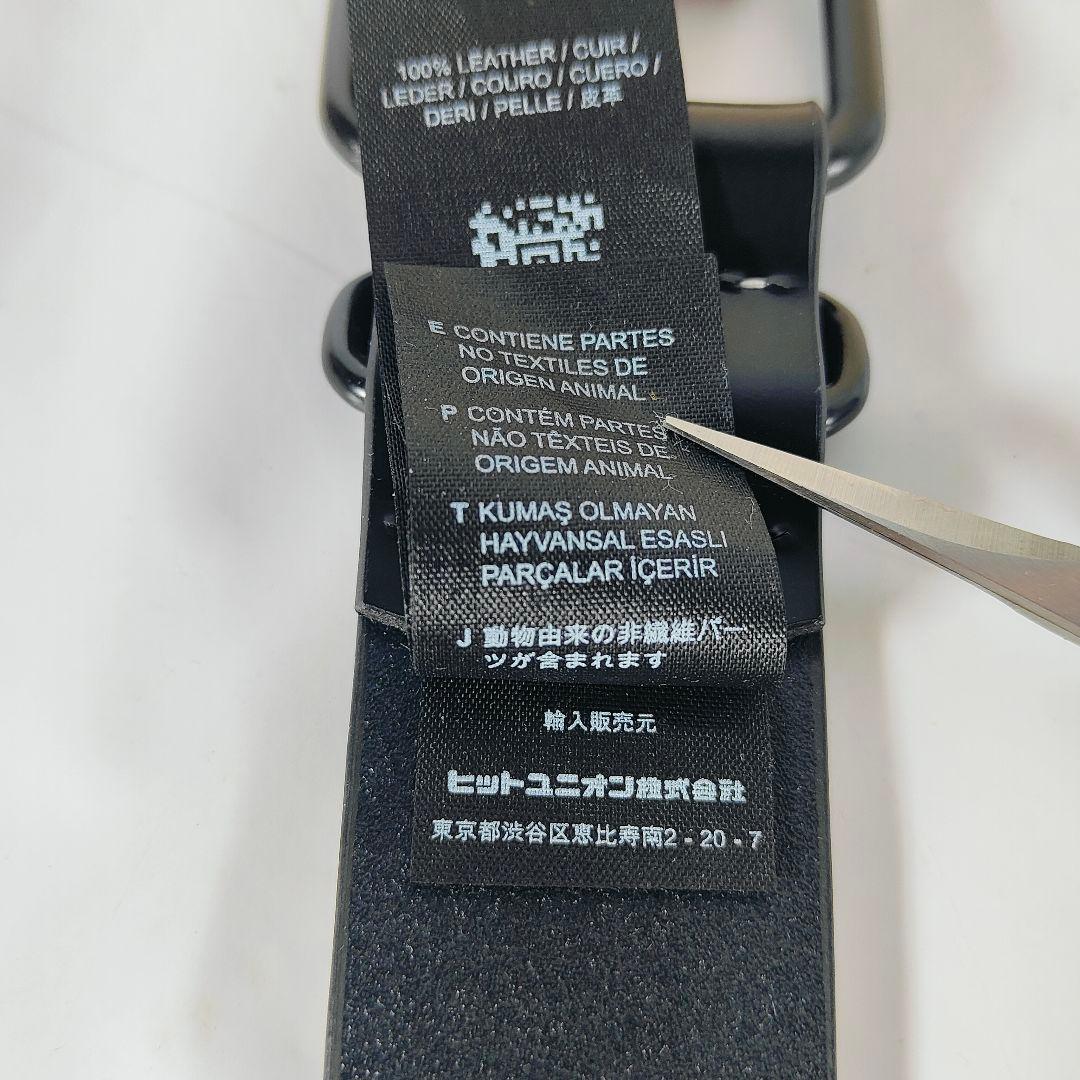 100% LEATHER / CUIR /
LEDER / COURO / CUERO /
DERİ / PELLE / 皮革
E CONTIENE PARTES
NO TEXTILES DE
ORIGEN ANIMAL
P CONTÉM PARTES
NÃO TÊXTEIS DE
ORIGEM ANIMAL
T KUMAŞ OLMAYAN
HAYVANSAL ESASLI
PARÇALAR İÇERİR
J 動物由来の非繊維パー
ツが含まれます
輸入販売元
ヒットユニオン株式会社
東京都渋谷区恵比寿南2 - 20 - 7